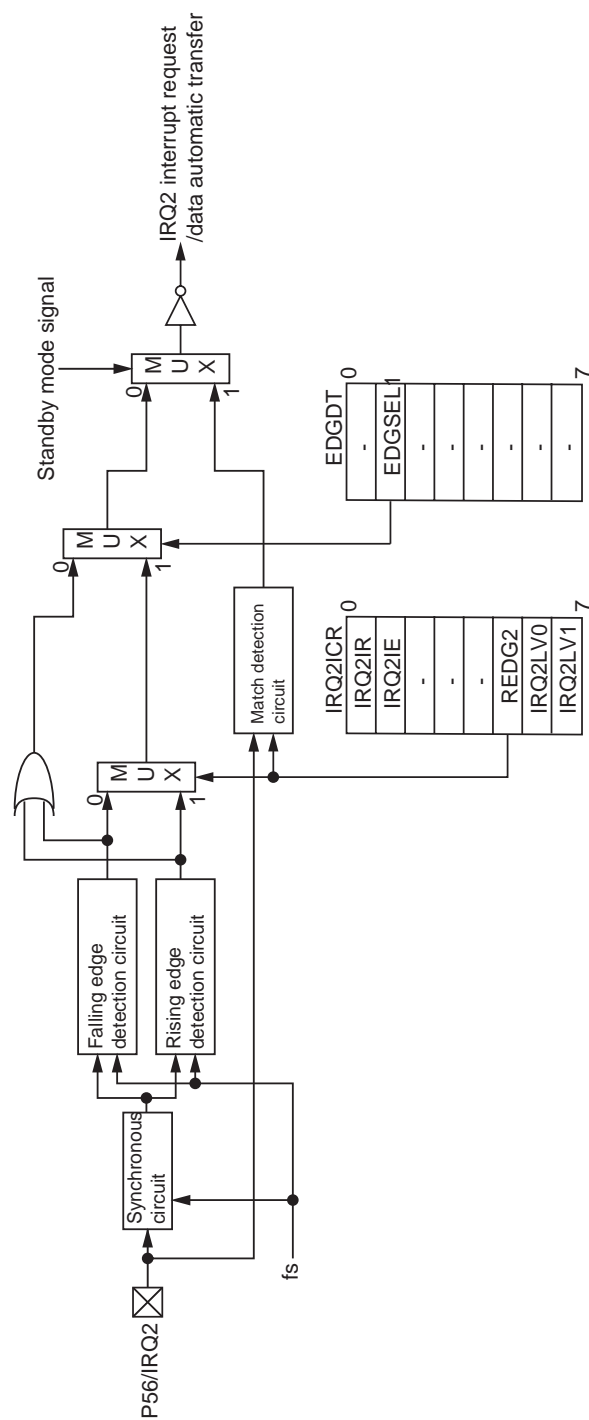 P56/IRQ2
fs
Synchronous
circuit
Falling edge
detection circuit
Rising edge
detection circuit
0
M
U
X
1
Match detection
circuit
0
M
U
X
1
Standby mode signal
0
M
U
X
1
IRQ2 interrupt request
/data automatic transfer
IRQ2ICR
IRQ2IR
0
IRQ2IE
-
-
-
REDG2
IRQ2LV0
IRQ2LV1
7
EDGDT
-
0
EDGSEL1
-
-
-
-
-
-
7